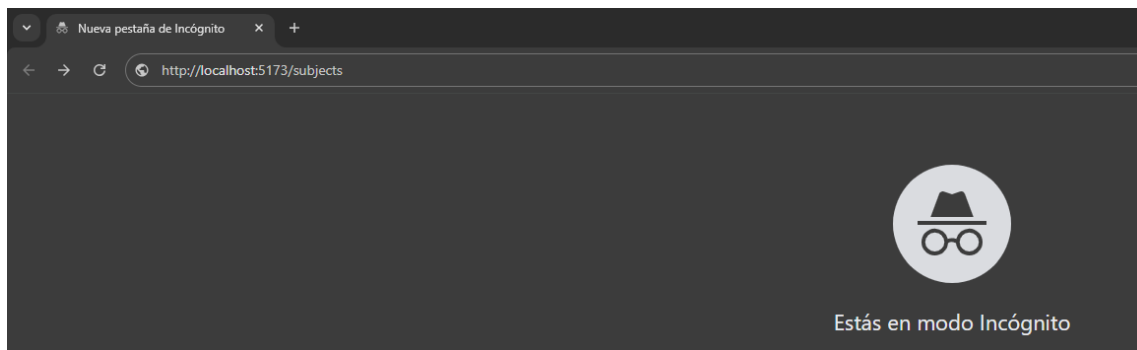 Nueva pestaña de Incógnito
http://localhost:5173/subjects
Estás en modo Incógnito